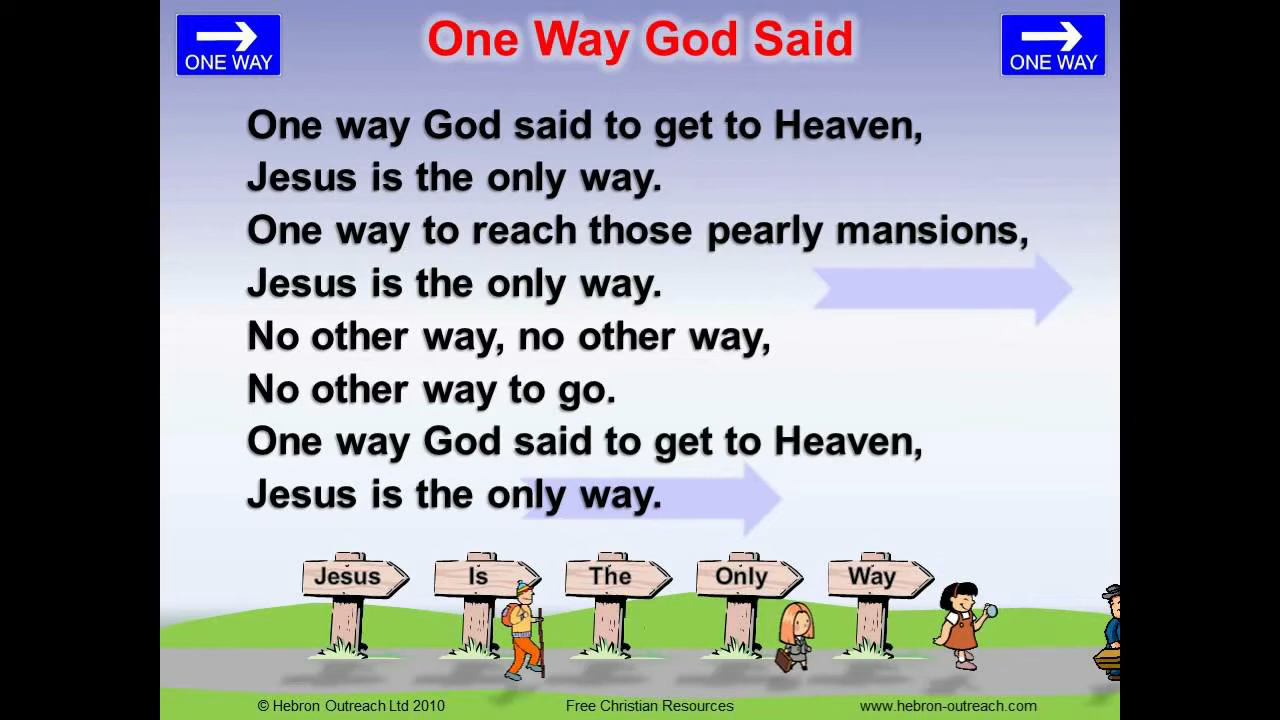 ONE WAY
One Way God Said
ONE WAY
One way God said to get to Heaven,
Jesus is the only way.
One way to reach those pearly mansions,
Jesus is the only way.
No other way, no other way,
No other way to go.
One way God said to get to Heaven,
Jesus is the only way.
Jesus Is The Only Way
© Hebron Outreach Ltd 2010 Free Christian Resources www.hebron-outreach.com